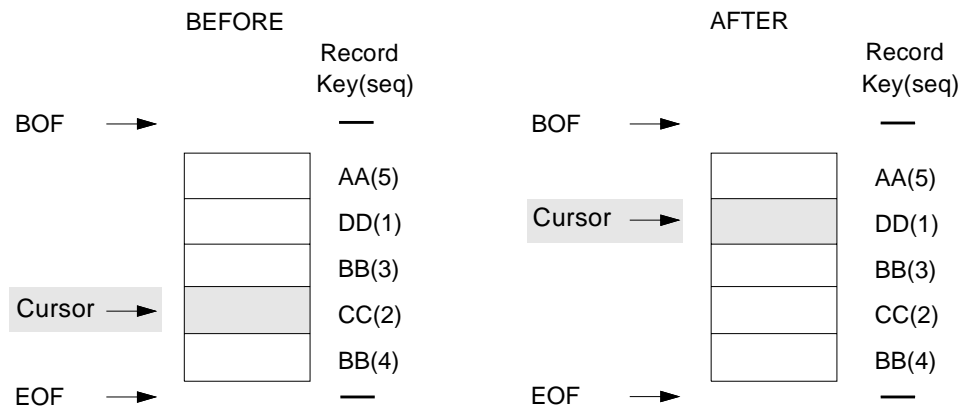 BEFORE
Record
Key(seq)
BOF
AA(5)
DD(1)
BB(3)
Cursor
CC(2)
BB(4)
EOF
AFTER
Record
Key(seq)
BOF
AA(5)
Cursor
DD(1)
BB(3)
CC(2)
BB(4)
EOF